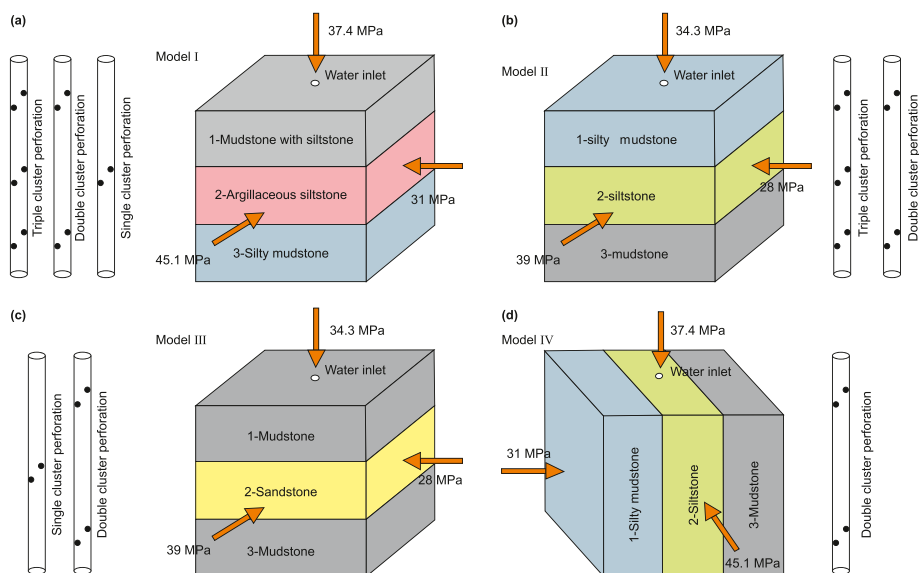 (a)
37.4 MPa
Model I
Water inlet
1-Mudstone with siltstone
2-Argillaceous siltstone
31 MPa
45.1 MPa
3-Silty mudstone
Triple cluster perforation
Double cluster perforation
Single cluster perforation
(b)
34.3 MPa
Model II
Water inlet
1-silty mudstone
2-siltstone
28 MPa
39 MPa
3-mudstone
Triple cluster perforation
Double cluster perforation
(c)
34.3 MPa
Model III
Water inlet
1-Mudstone
2-Sandstone
28 MPa
39 MPa
3-Mudstone
Single cluster perforation
Double cluster perforation
(d)
37.4 MPa
Model IV
Water inlet
31 MPa
1-Silty mudstone
2-Siltstone
3-Mudstone
45.1 MPa
Double cluster perforation